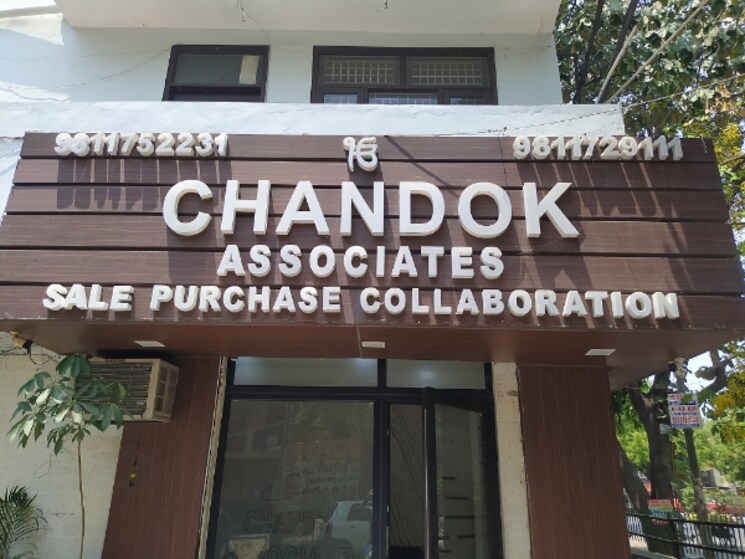 9811752231 ੴ 9811729111
CHANDOK
ASSOCIATES
SALE PURCHASE COLLABORATION